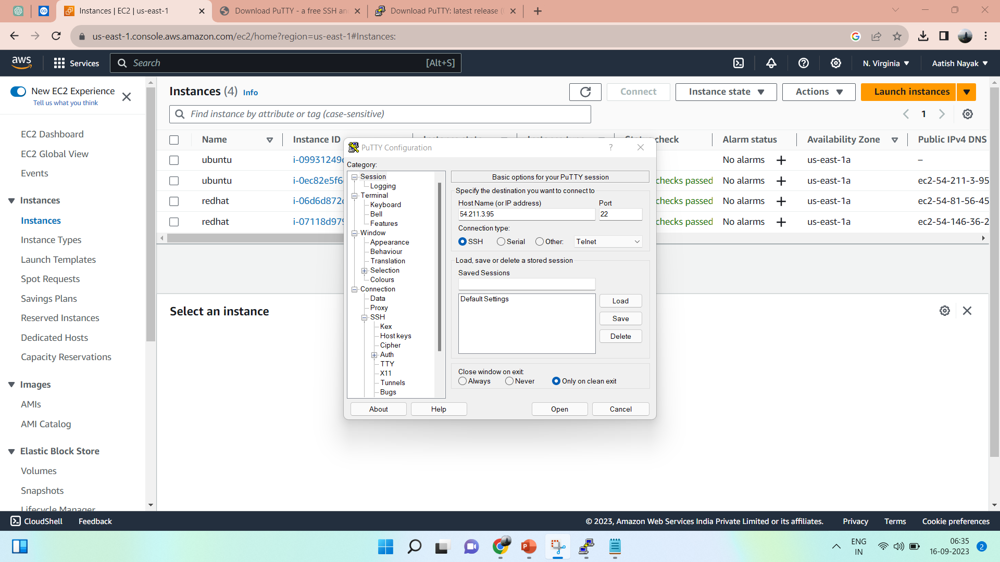 Instances | EC2 | us-east-1
Download PuTTY - a free SSH an
Download PuTTY: latest release (
us-east-1.console.aws.amazon.com/ec2/home?region=us-east-1#Instances:
aws
Services
Search
[Alt+S]
N. Virginia
Aatish Nayak
New EC2 Experience
Tell us what you think
EC2 Dashboard
EC2 Global View
Events
Instances
Instances
Instance Types
Launch Templates
Spot Requests
Savings Plans
Reserved Instances
Dedicated Hosts
Capacity Reservations
Images
AMIs
AMI Catalog
Elastic Block Store
Volumes
Snapshots
Lifecycle Manager
Instances (4) Info
Connect
Instance state
Actions
Launch instances
Find instance by attribute or tag (case-sensitive)
1
Name Instance ID check Alarm status Availability Zone Public IPv4 DNS
ubuntu i-09931249 No alarms us-east-1a –
ubuntu i-0ec82e5f6 checks passed No alarms us-east-1a ec2-54-211-3-95
redhat i-06d6d872 checks passed No alarms us-east-1a ec2-54-81-56-45
redhat i-07118d979 checks passed No alarms us-east-1a ec2-54-146-36-2
Select an instance
PuTTY Configuration
?
Category:
Session
Logging
Terminal
Keyboard
Bell
Features
Window
Appearance
Behaviour
Translation
Selection
Colours
Connection
Data
Proxy
SSH
Kex
Host keys
Cipher
Auth
TTY
X11
Tunnels
Bugs
Basic options for your PuTTY session
Specify the destination you want to connect to
Host Name (or IP address) Port
54.211.3.95 22
Connection type:
SSH Serial Other: Telnet
Load, save or delete a stored session
Saved Sessions
Default Settings
Load
Save
Delete
Close window on exit:
Always Never Only on clean exit
About Help Open Cancel
CloudShell Feedback
© 2023, Amazon Web Services India Private Limited or its affiliates. Privacy Terms Cookie preferences
ENG
IN
06:35
16-09-2023
2